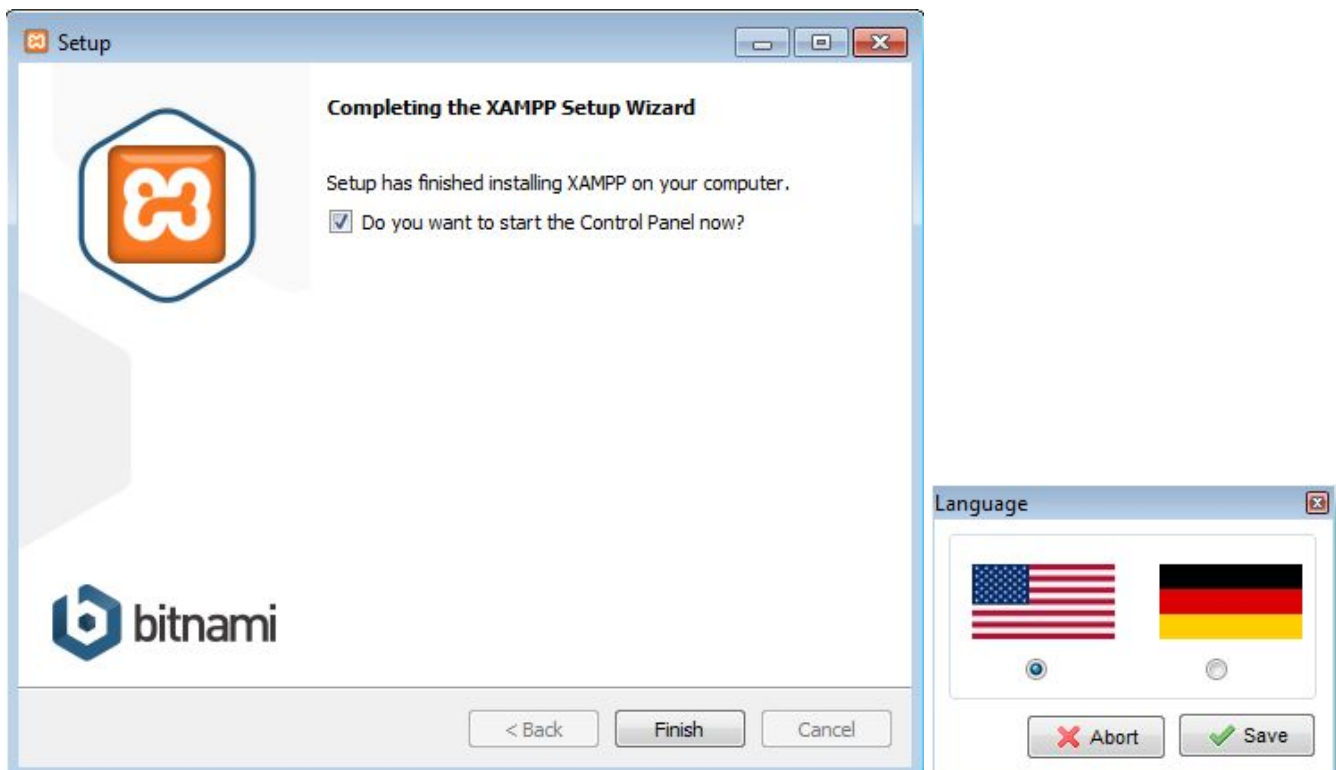 Setup
Completing the XAMPP Setup Wizard
Setup has finished installing XAMPP on your computer.
Do you want to start the Control Panel now?
bitnami
< Back
Finish
Cancel
Language
Abort
Save